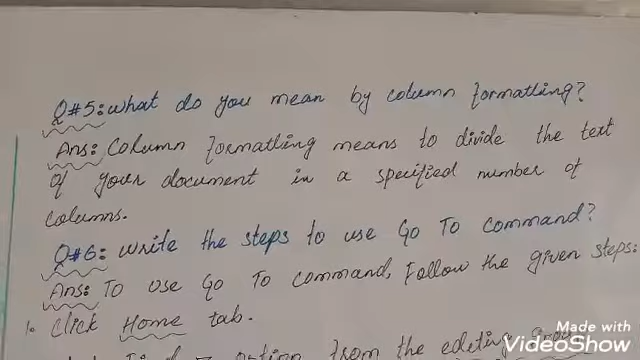 Q#5: what do you mean by column formatting?
Ans: Column formatting means to divide the text
of your document in a specified number of
columns.
Q#6: write the steps to use Go To command?
Ans: To use Go To command, Follow the given steps:
1. Click Home tab.
option from the editing
Made with
VideoShow